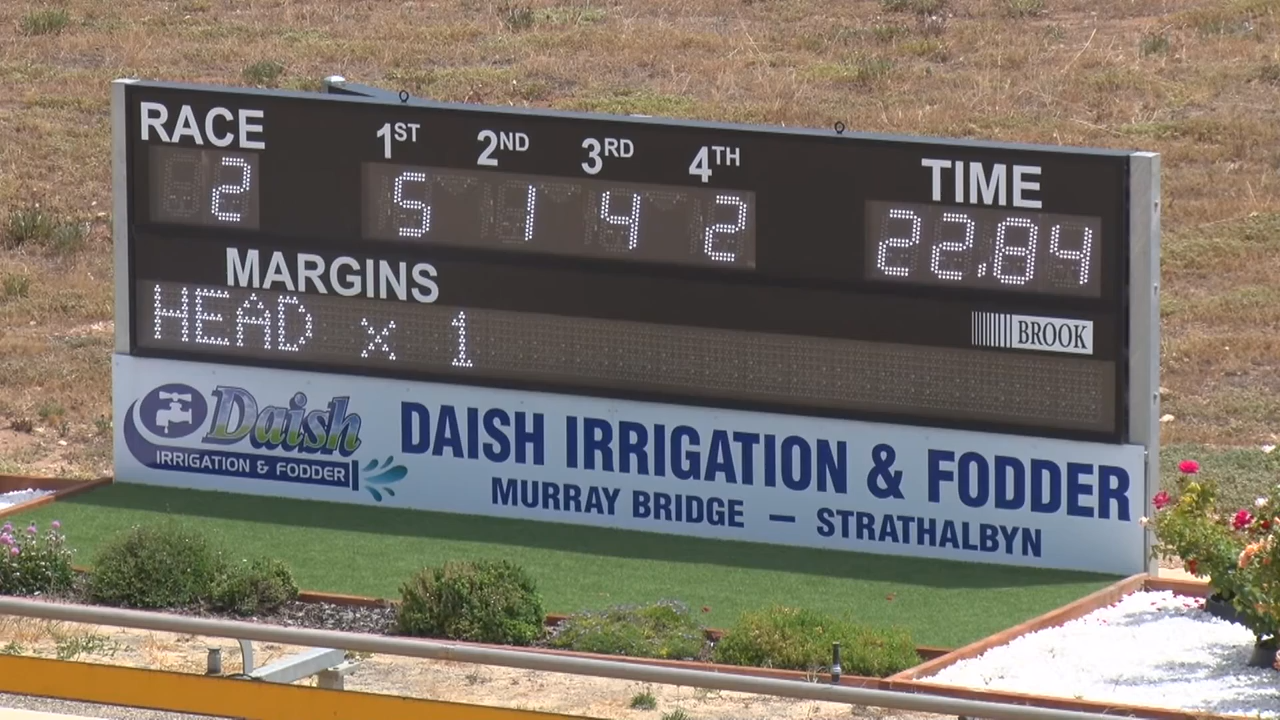 RACE 1ST 2ND 3RD 4TH TIME
2 5 1 4 2 22.84
MARGINS
HEAD x 1
BROOK
Daish
IRRIGATION & FODDER
DAISH IRRIGATION & FODDER
MURRAY BRIDGE – STRATHALBYN